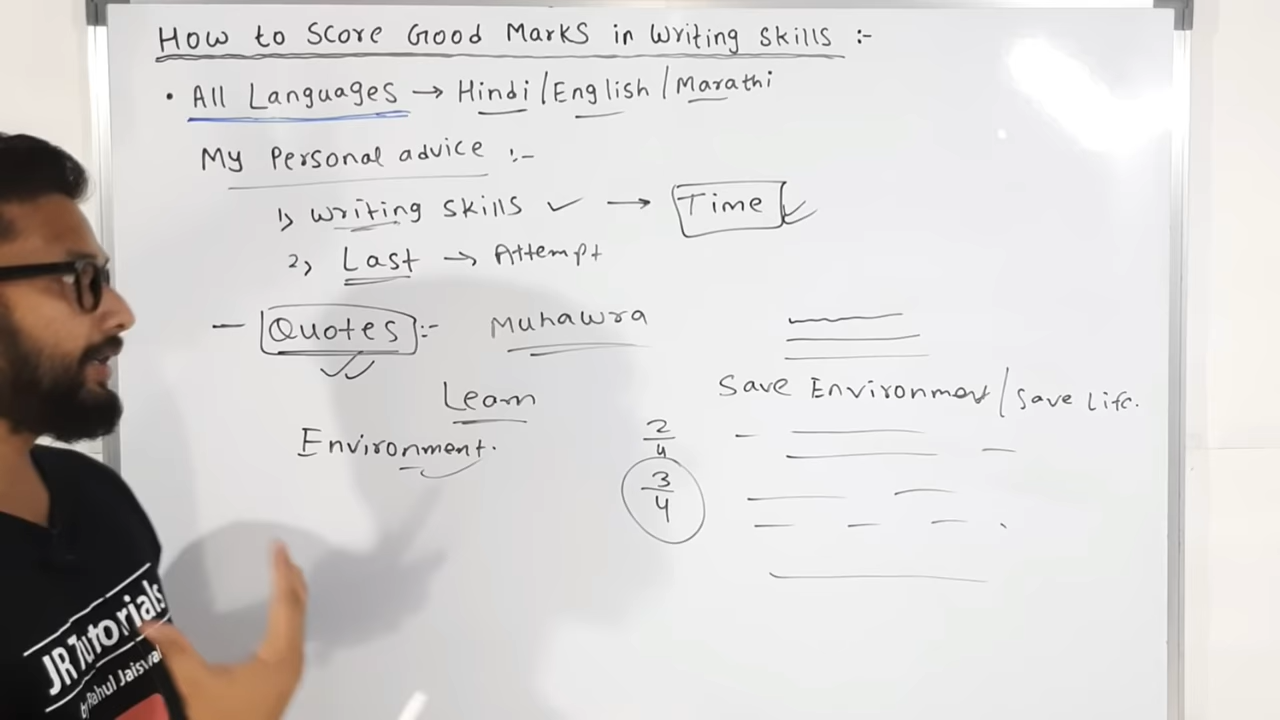 How to Score Good Marks in Writing Skills :-
• All Languages → Hindi/English/Marathi
My Personal advice :-
1) Writing Skills ✓ → Time ✓
2) Last → Attempt
— Quotes :- Muhawra
Learn
Environment.
2/4
3/4
Save Environment/Save Life.
JR Tutorials
by Rahul Jaiswal